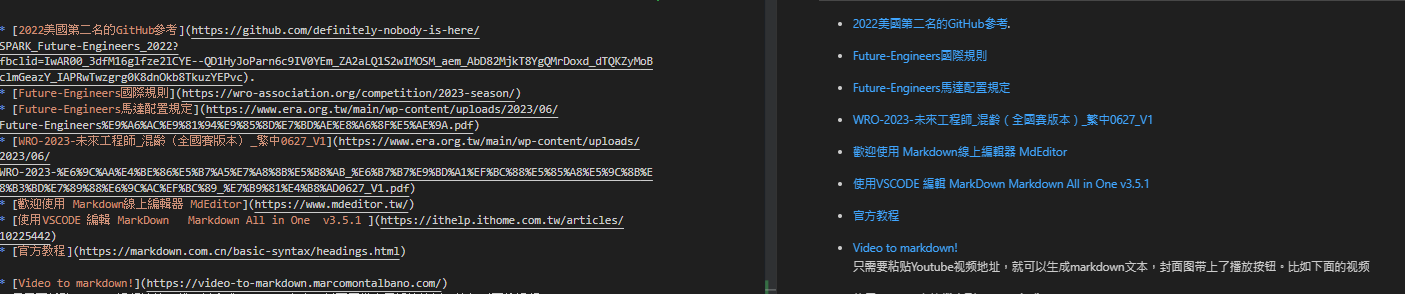 * [2022美國第二名的GitHub參考](https://github.com/definitely-nobody-is-here/
SPARK_Future-Engineers_2022?
fbclid=IwAR00_3dfM16glfze2lCYE--QD1HyJoParn6c9IV0YEm_ZA2aLQ1S2wIMOSM_aem_AbD82MjkT8YgQMrDoxd_dTQKZyMoB
clmGeazY_IAPRwTwzgrg0K8dnOkb8TkuzYEPvc).
* [Future-Engineers國際規則](https://wro-association.org/competition/2023-season/)
* [Future-Engineers馬達配置規定](https://www.era.org.tw/main/wp-content/uploads/2023/06/
Future-Engineers%E9%A6%AC%E9%81%94%E9%85%8D%E7%BD%AE%E8%A6%8F%E5%AE%9A.pdf)
* [WRO-2023-未來工程師_混齡（全國賽版本）_繁中0627_V1](https://www.era.org.tw/main/wp-content/uploads/
2023/06/
WRO-2023-%E6%9C%AA%E4%BE%86%E5%B7%A5%E7%A8%8B%E5%B8%AB_%E6%B7%B7%E9%BD%A1%EF%BC%88%E5%85%A8%E5%9C%8B%E
8%B3%BD%E7%89%88%E6%9C%AC%EF%BC%89_%E7%B9%81%E4%B8%AD0627_V1.pdf)
* [歡迎使用 Markdown線上編輯器 MdEditor](https://www.mdeditor.tw/)
* [使用VSCODE 編輯 MarkDown   Markdown All in One  v3.5.1 ](https://ithelp.ithome.com.tw/articles/
10225442)
* [官方教程](https://markdown.com.cn/basic-syntax/headings.html)
* [Video to markdown!](https://video-to-markdown.marcomontalbano.com/)
• 2022美國第二名的GitHub參考.
• Future-Engineers國際規則
• Future-Engineers馬達配置規定
• WRO-2023-未來工程師_混齡（全國賽版本）_繁中0627_V1
• 歡迎使用 Markdown線上編輯器 MdEditor
• 使用VSCODE 編輯 MarkDown Markdown All in One v3.5.1
• 官方教程
• Video to markdown!
只需要粘贴Youtube视频地址，就可以生成markdown文本，封面图带上了播放按钮。比如下面的视频